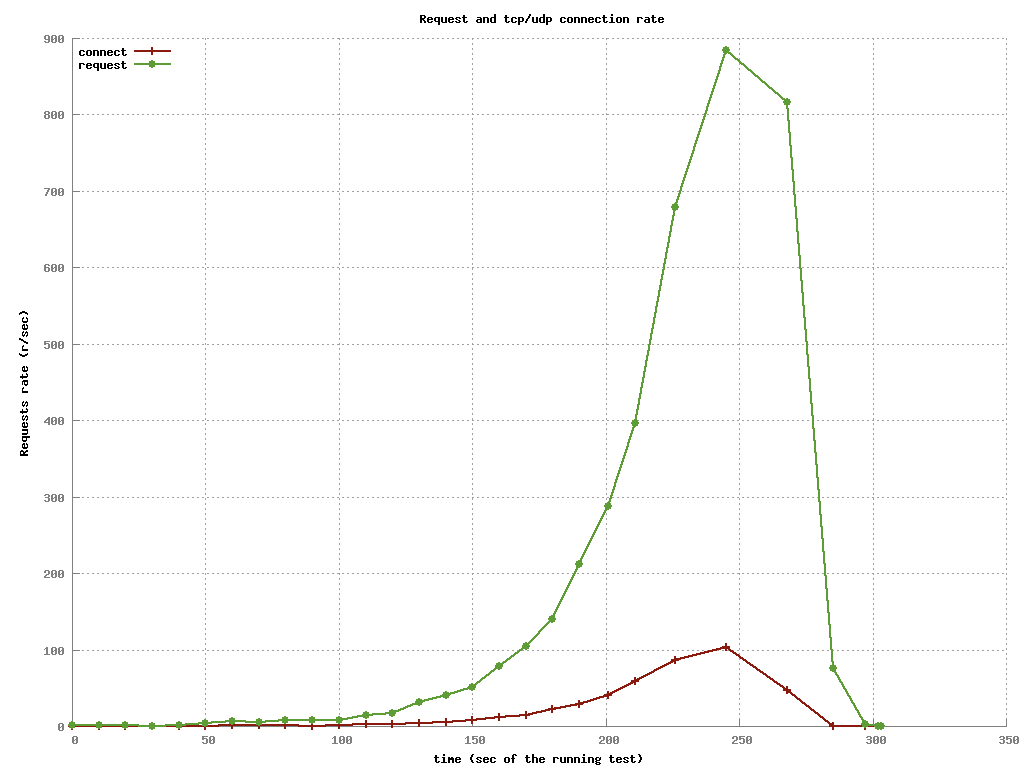 Request and tcp/udp connection rate
connect
request
900
800
700
600
500
400
300
200
100
0
Requests rate (r/sec)
0 50 100 150 200 250 300 350
time (sec of the running test)